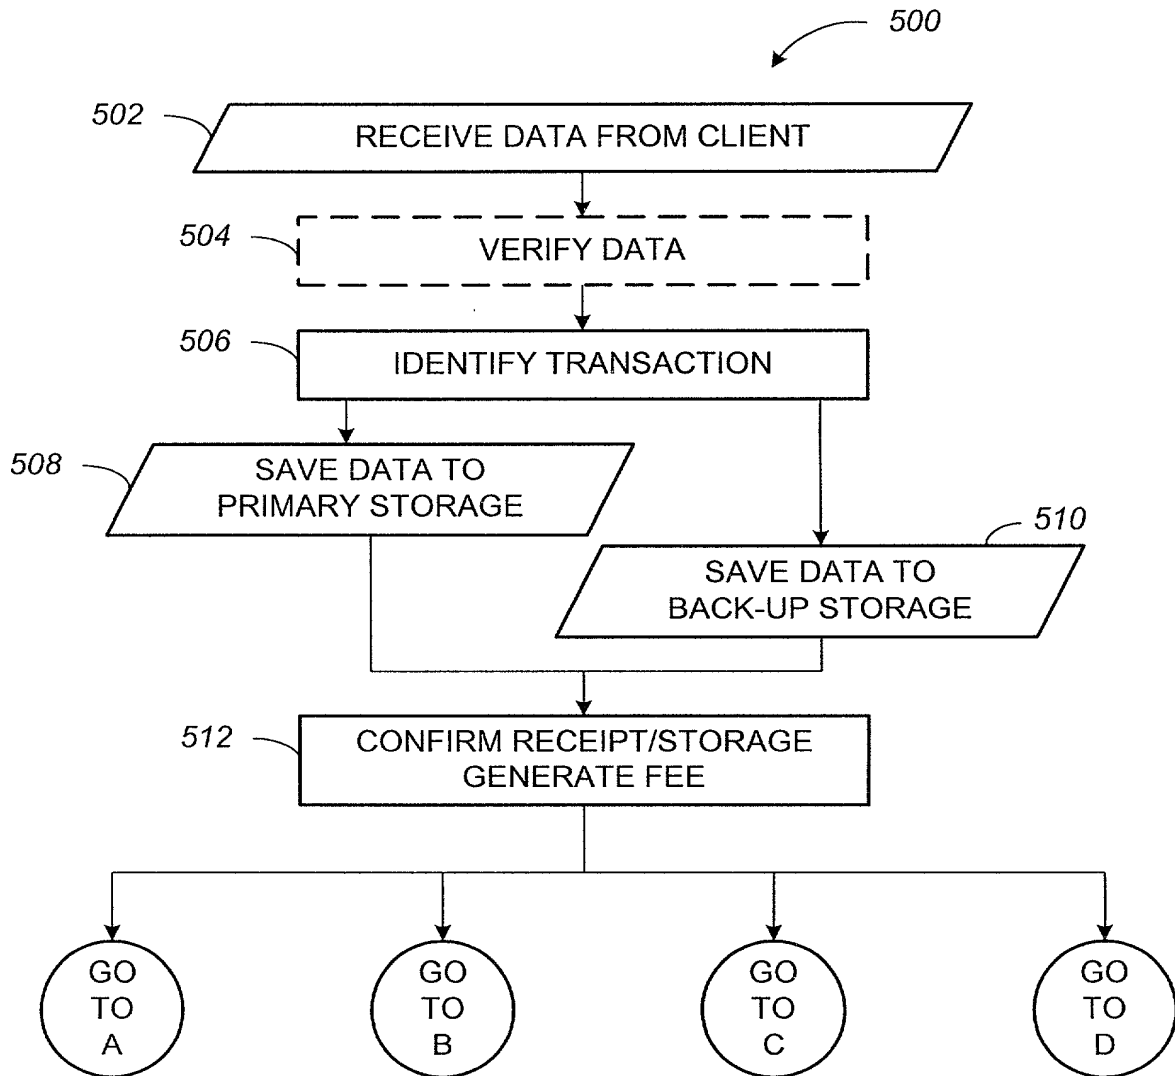 500
502
RECEIVE DATA FROM CLIENT
504
VERIFY DATA
506
IDENTIFY TRANSACTION
508
SAVE DATA TO
PRIMARY STORAGE
510
SAVE DATA TO
BACK-UP STORAGE
512
CONFIRM RECEIPT/STORAGE
GENERATE FEE
GO
TO
A
GO
TO
B
GO
TO
C
GO
TO
D